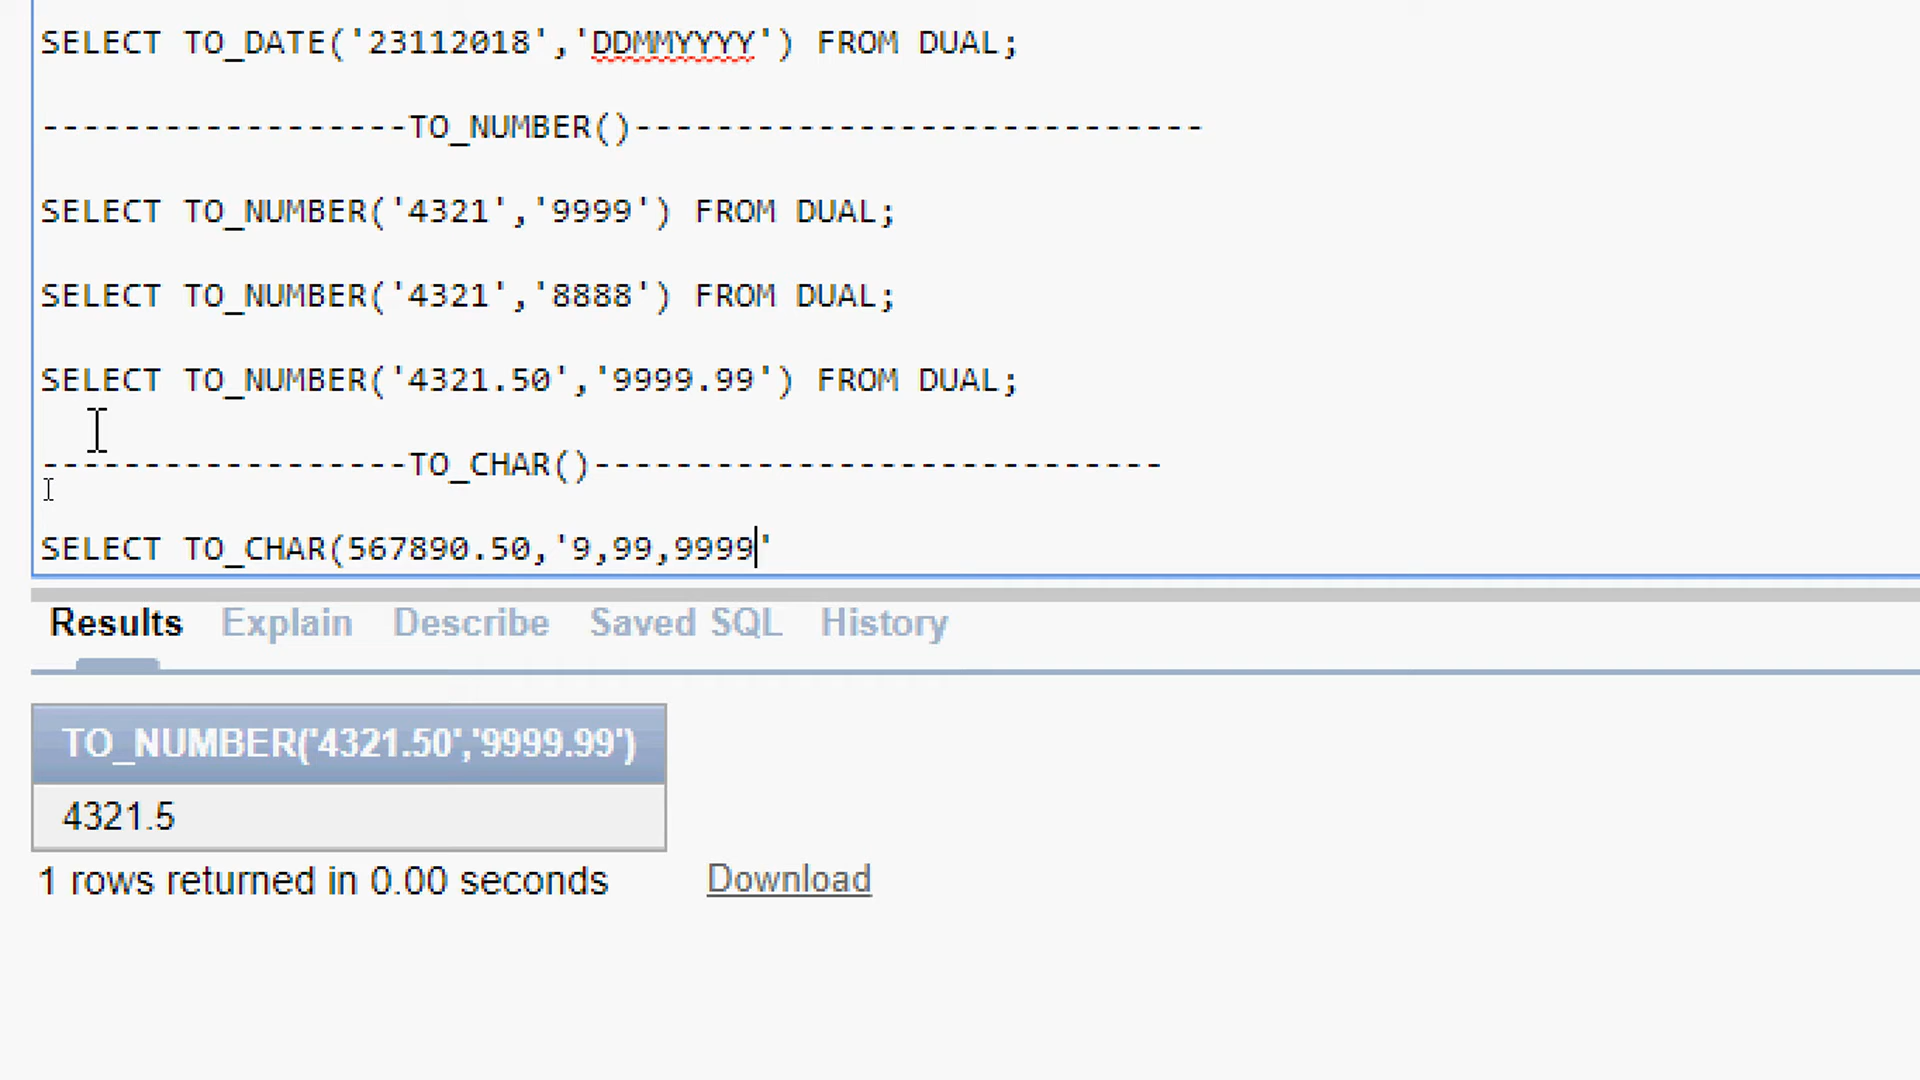 SELECT TO_DATE('23112018','DDMMYYYY') FROM DUAL;
------------------TO_NUMBER()----------------------------
SELECT TO_NUMBER('4321','9999') FROM DUAL;
SELECT TO_NUMBER('4321','8888') FROM DUAL;
SELECT TO_NUMBER('4321.50','9999.99') FROM DUAL;
------------------TO_CHAR()----------------------------
SELECT TO_CHAR(567890.50,'9,99,9999'
Results Explain Describe Saved SQL History
TO_NUMBER('4321.50','9999.99')
4321.5
1 rows returned in 0.00 seconds Download